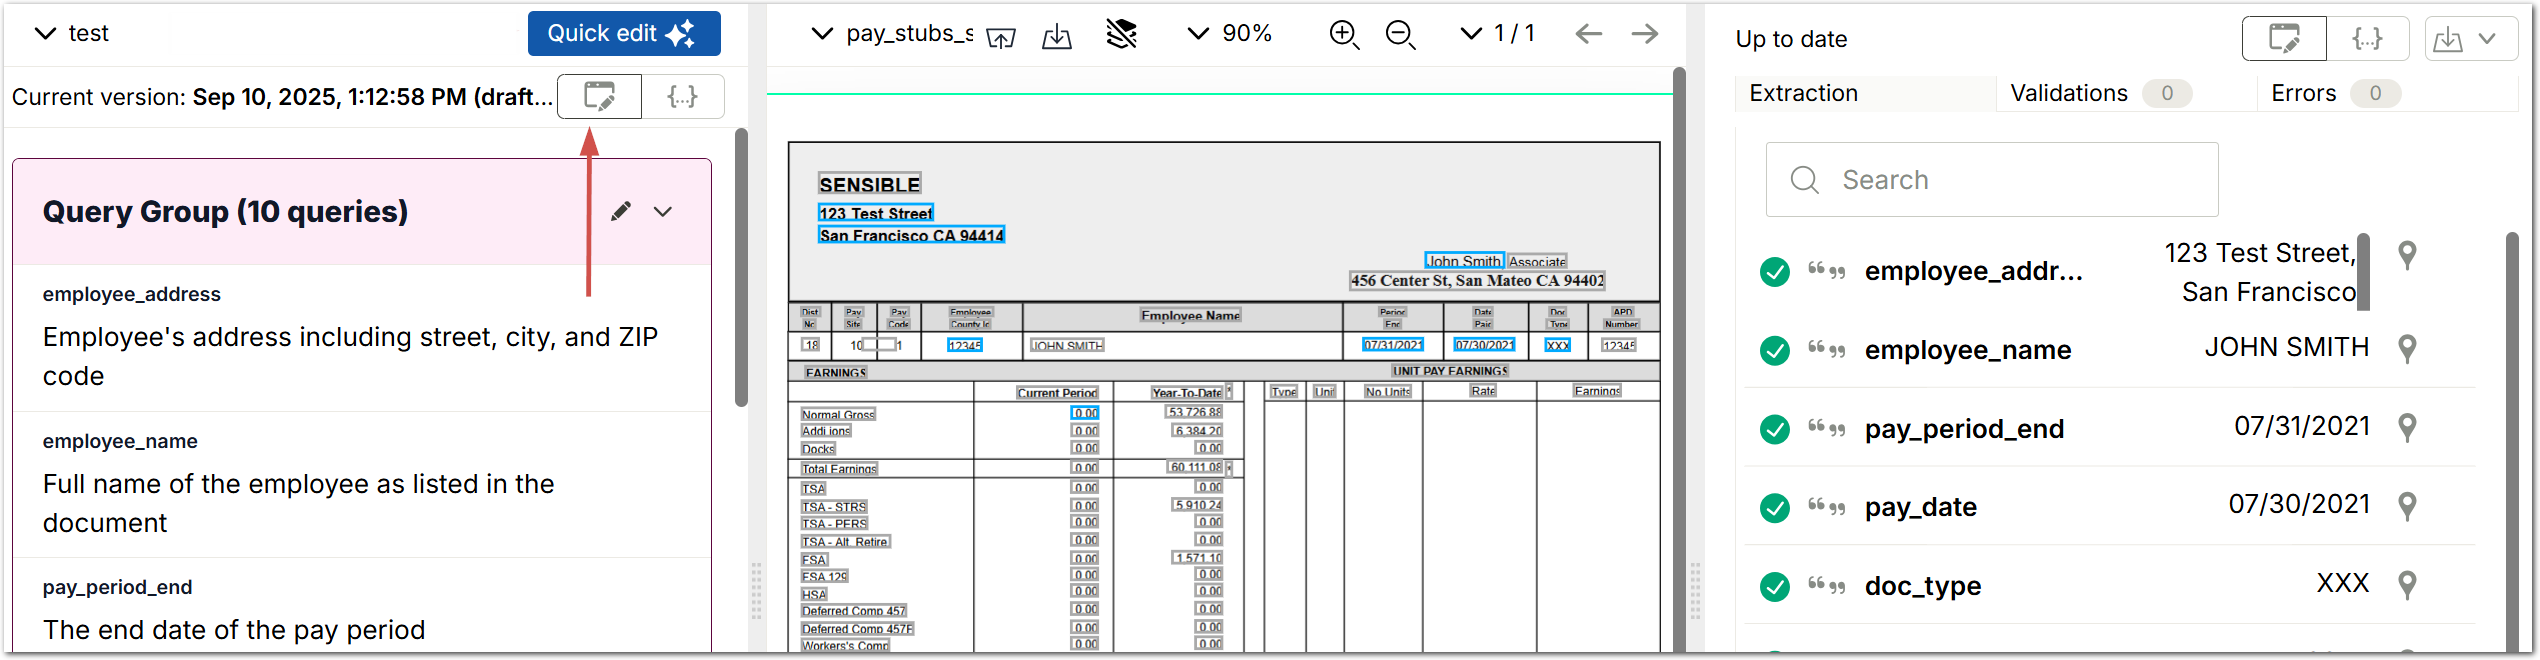 test
Quick edit
Current version: Sep 10, 2025, 1:12:58 PM (draft...
{...}
Query Group (10 queries)
employee_address
Employee's address including street, city, and ZIP
code
employee_name
Full name of the employee as listed in the
document
pay_period_end
The end date of the pay period
pay_stubs_s
90%
1 / 1
SENSIBLE
123 Test Street
San Francisco CA 94414
John Smith Associate
456 Center St, San Mateo CA 94402
Dist Pay Pay Employee Employee Name Period Date Doc APD
No Site Code County Id End Paid Type Number
18 10 1 12345 JOHN SMITH 07/31/2021 07/30/2021 XXX 12345
EARNINGS UNIT PAY EARNINGS
Current Period Year-To-Date * Type Unit No.Units Rate Earnings
Normal Gross 0.00 53,726.88
Addi ions 0.00 6,384.20
Docks 0.00 0.00
Total Earnings 0.00 60,111.08 *
TSA 0.00 0.00
TSA - STRS 0.00 5,910.24
TSA - PERS 0.00 0.00
TSA - Alt. Retire 0.00 0.00
FSA 0.00 1,571.10
FSA 129 0.00 0.00
HSA 0.00 0.00
Deferred Comp 457 0.00 0.00
Deferred Comp 457F 0.00 0.00
Workers's Comp 0.00 0.00
Up to date
{...}
Extraction
Validations 0
Errors 0
Search
employee_addr... 123 Test Street,
San Francisco
employee_name JOHN SMITH
pay_period_end 07/31/2021
pay_date 07/30/2021
doc_type XXX